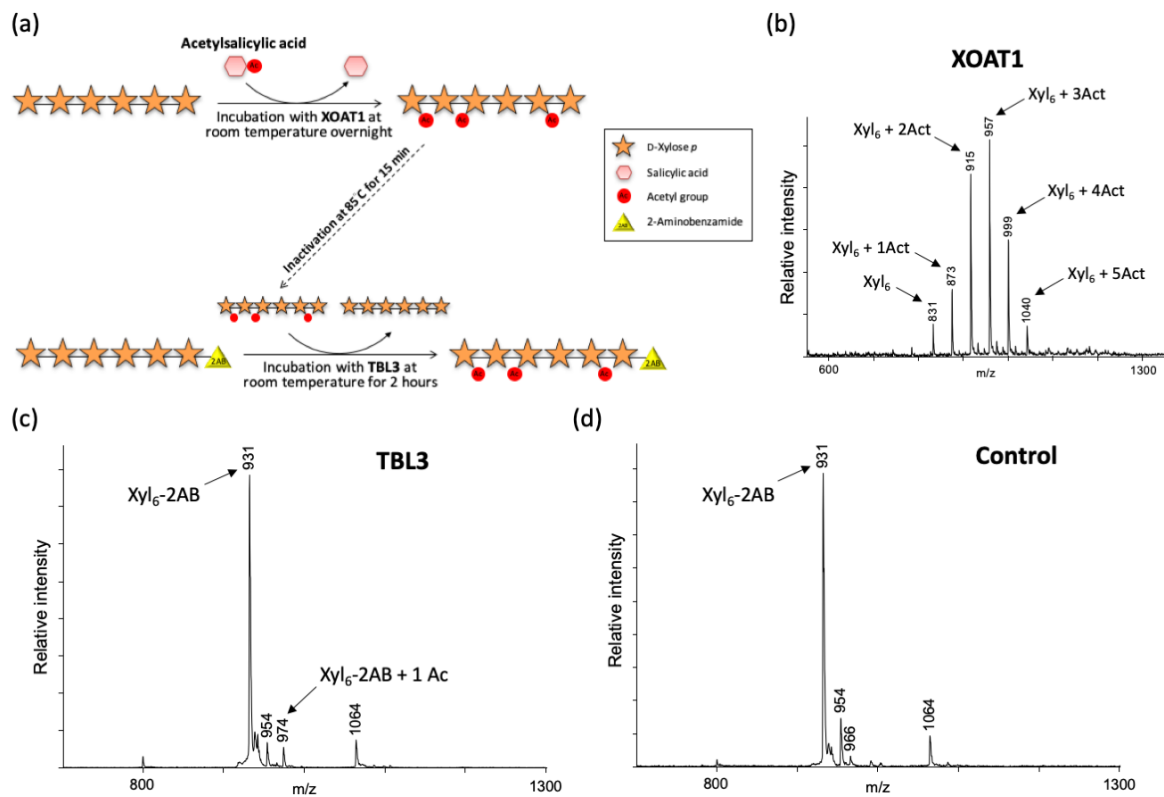 (a)
Acetylsalicylic acid
Ac
Incubation with XOAT1 at
room temperature overnight
Ac
Ac
Ac
Inactivation at 85 C for 15 min
D-Xylose p
Salicylic acid
Ac
Acetyl group
2AB
2-Aminobenzamide
2AB
Incubation with TBL3 at
room temperature for 2 hours
Ac
Ac
Ac
2AB
(b)
XOAT1
Xyl6 + 3Act
957
Xyl6 + 2Act
915
Xyl6 + 4Act
999
Xyl6 + 1Act
873
Xyl6
831
Xyl6 + 5Act
1040
Relative intensity
600
m/z
1300
(c)
TBL3
931
Xyl6-2AB
Xyl6-2AB + 1 Ac
954
974
1064
Relative intensity
800
m/z
1300
(d)
Control
931
Xyl6-2AB
954
966
1064
Relative intensity
800
m/z
1300